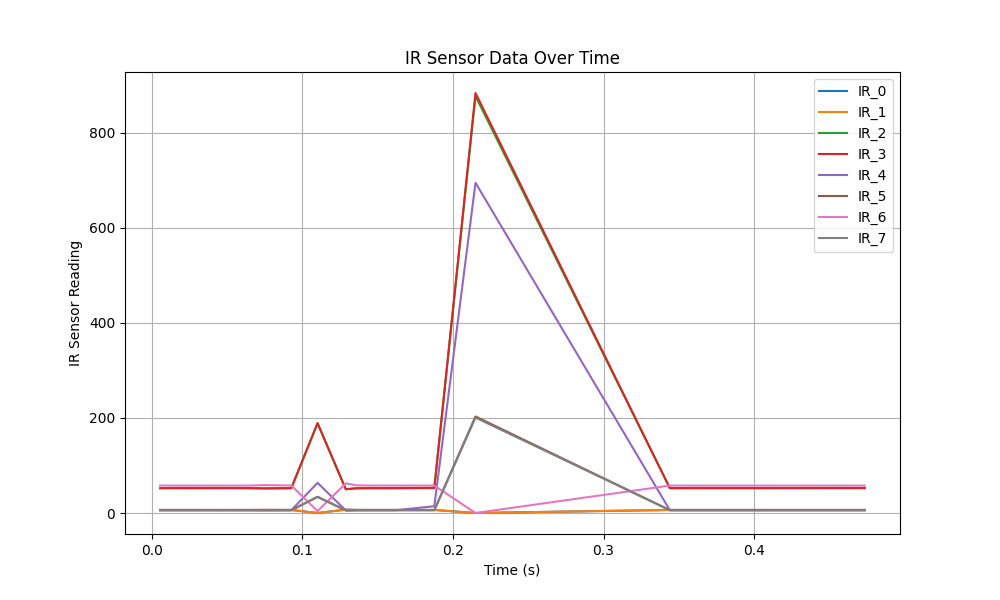 IR Sensor Data Over Time
IR_0
IR_1
IR_2
IR_3
IR_4
IR_5
IR_6
IR_7
800
600
400
200
0
IR Sensor Reading
0.0 0.1 0.2 0.3 0.4
Time (s)